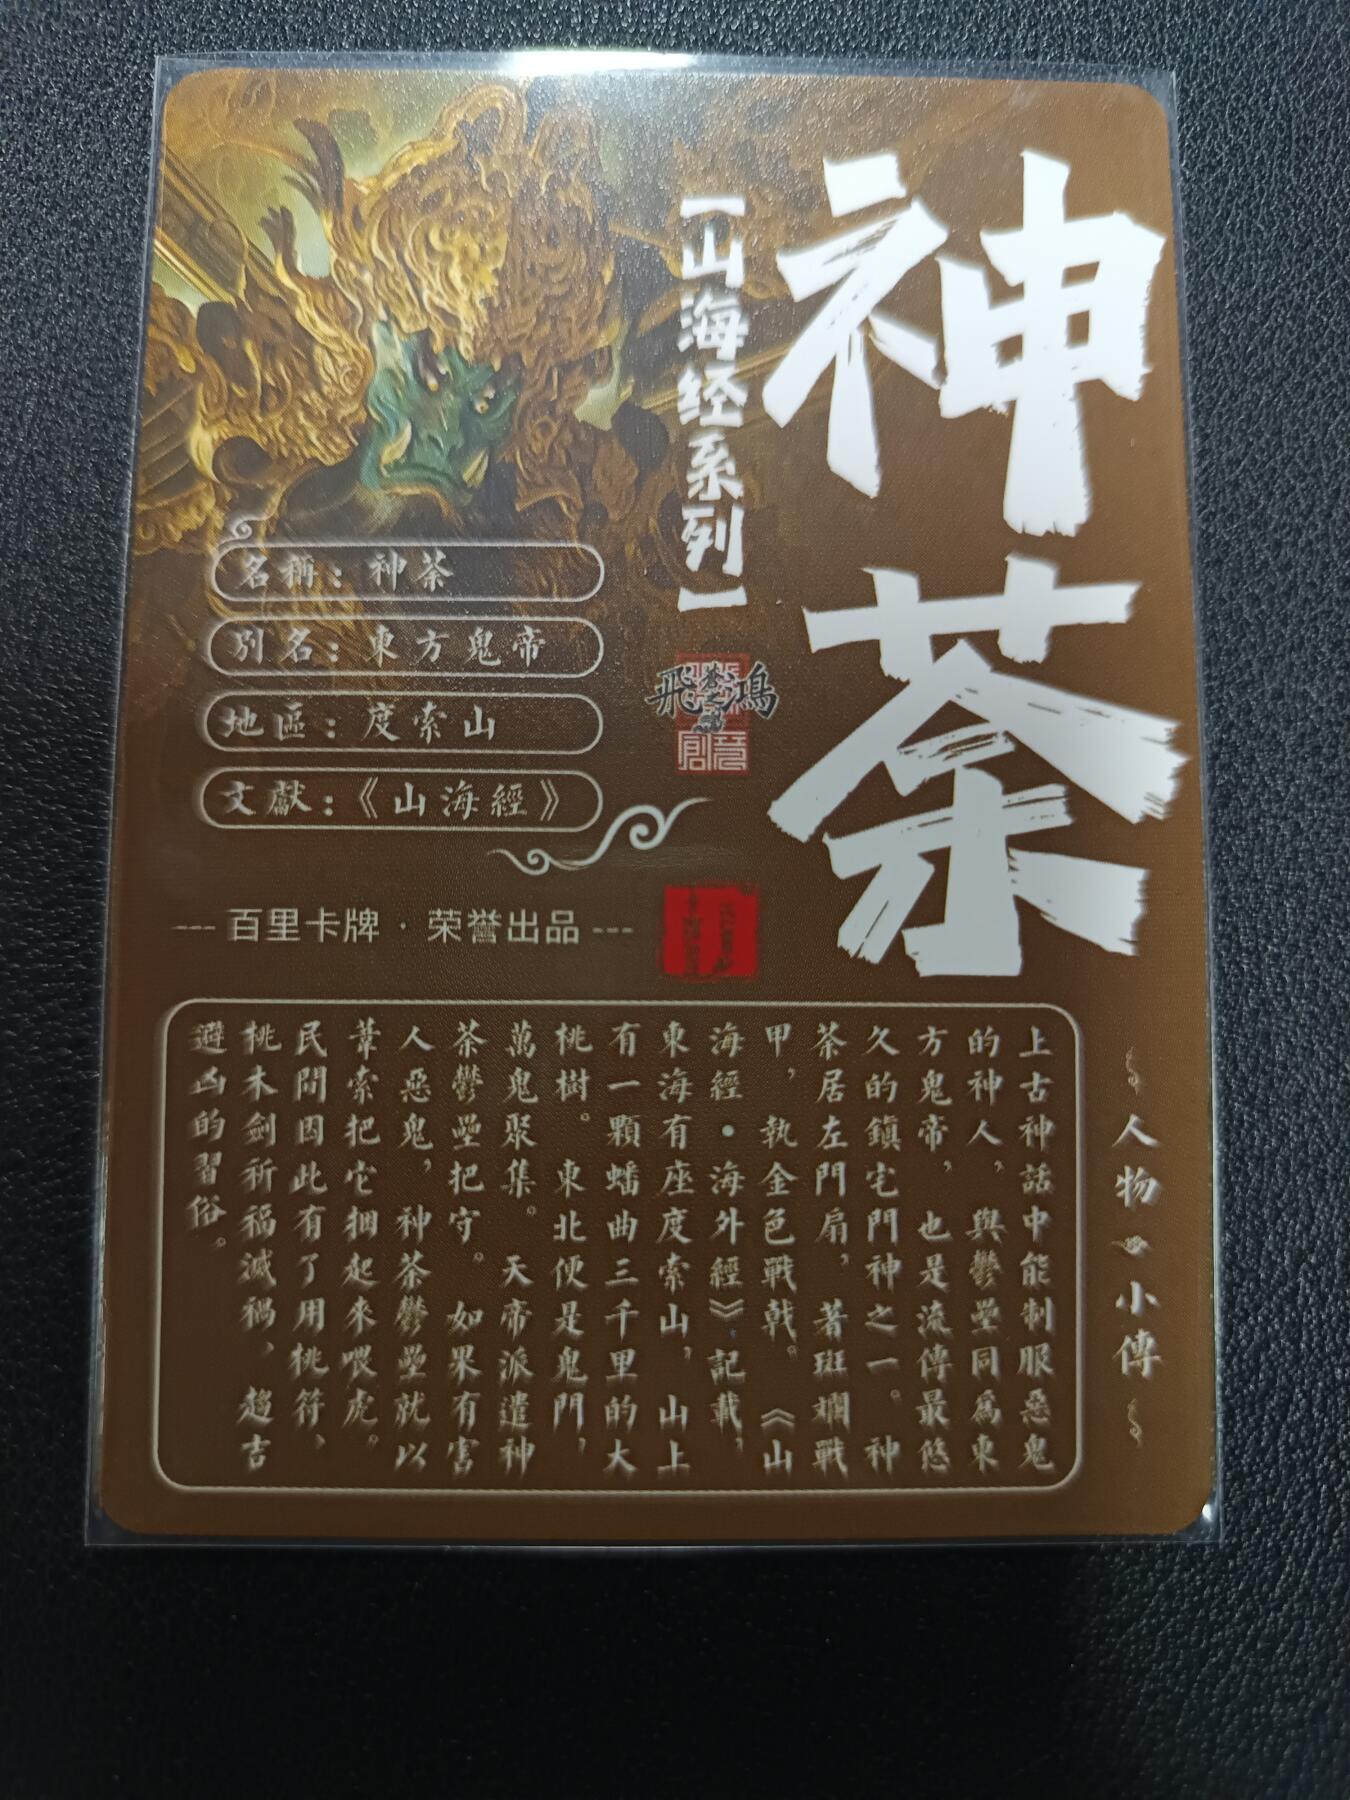 神荼
【山海经系列】
飛鴻
名稱：神荼
別名：東方鬼帝
地區：度索山
文獻：《山海經》
--- 百里卡牌 · 荣誉出品 ---
人物 小傳
上古神話中能制服惡鬼
的神人，與鬱壘同爲東
方鬼帝，也是流傳最悠
久的鎮宅門神之一。神
荼居左門扇，著斑斕戰
甲，執金色戰戟。《山
海經·海外經》記載，
東海有座度索山，山上
有一顆蟠曲三千里的大
桃樹。東北便是鬼門，
萬鬼聚集。天帝派遣神
荼鬱壘把守。如果有害
人惡鬼，神荼鬱壘就以
葦索把它捆起來喂虎。
民間因此有了用桃符、
桃木劍祈福滅禍、趨吉
避凶的習俗。